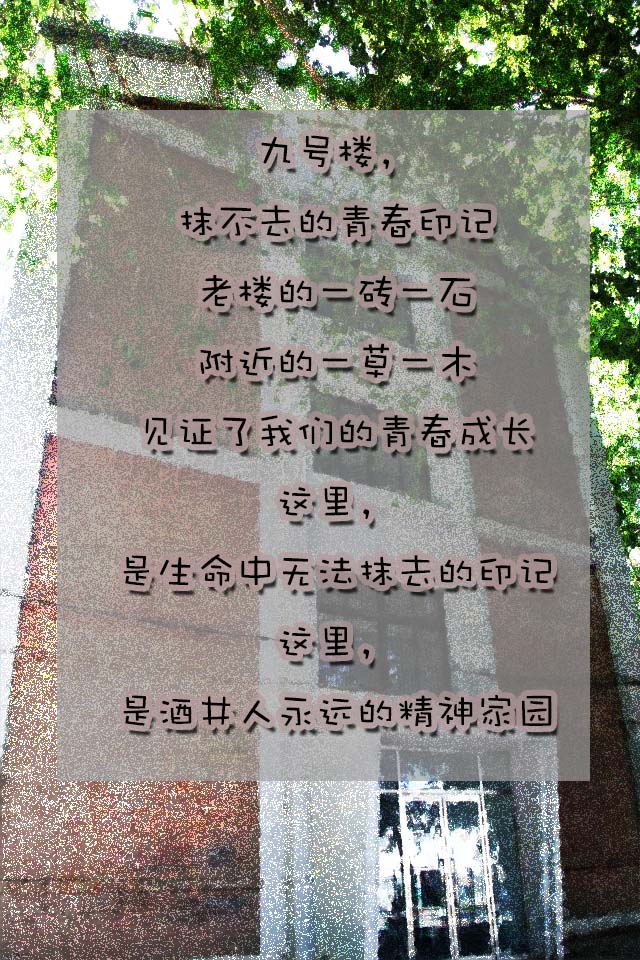 九号楼，
抹不去的青春印记
老楼的一砖一石
附近的一草一木
见证了我们的青春成长
这里，
是生命中无法抹去的印记
这里，
是酒井人永远的精神家园